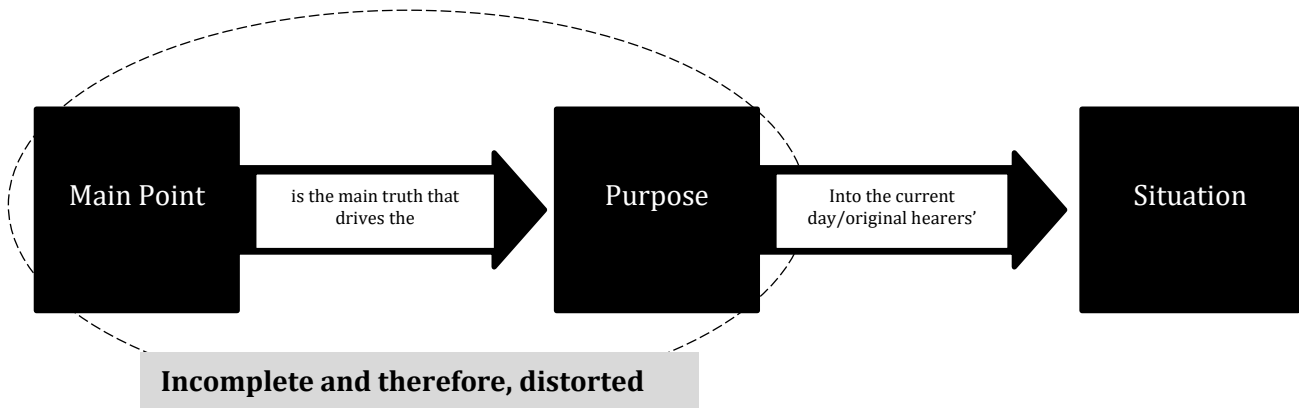 Main Point
is the main truth that
drives the
Purpose
Into the current
day/original hearers’
Situation
Incomplete and therefore, distorted